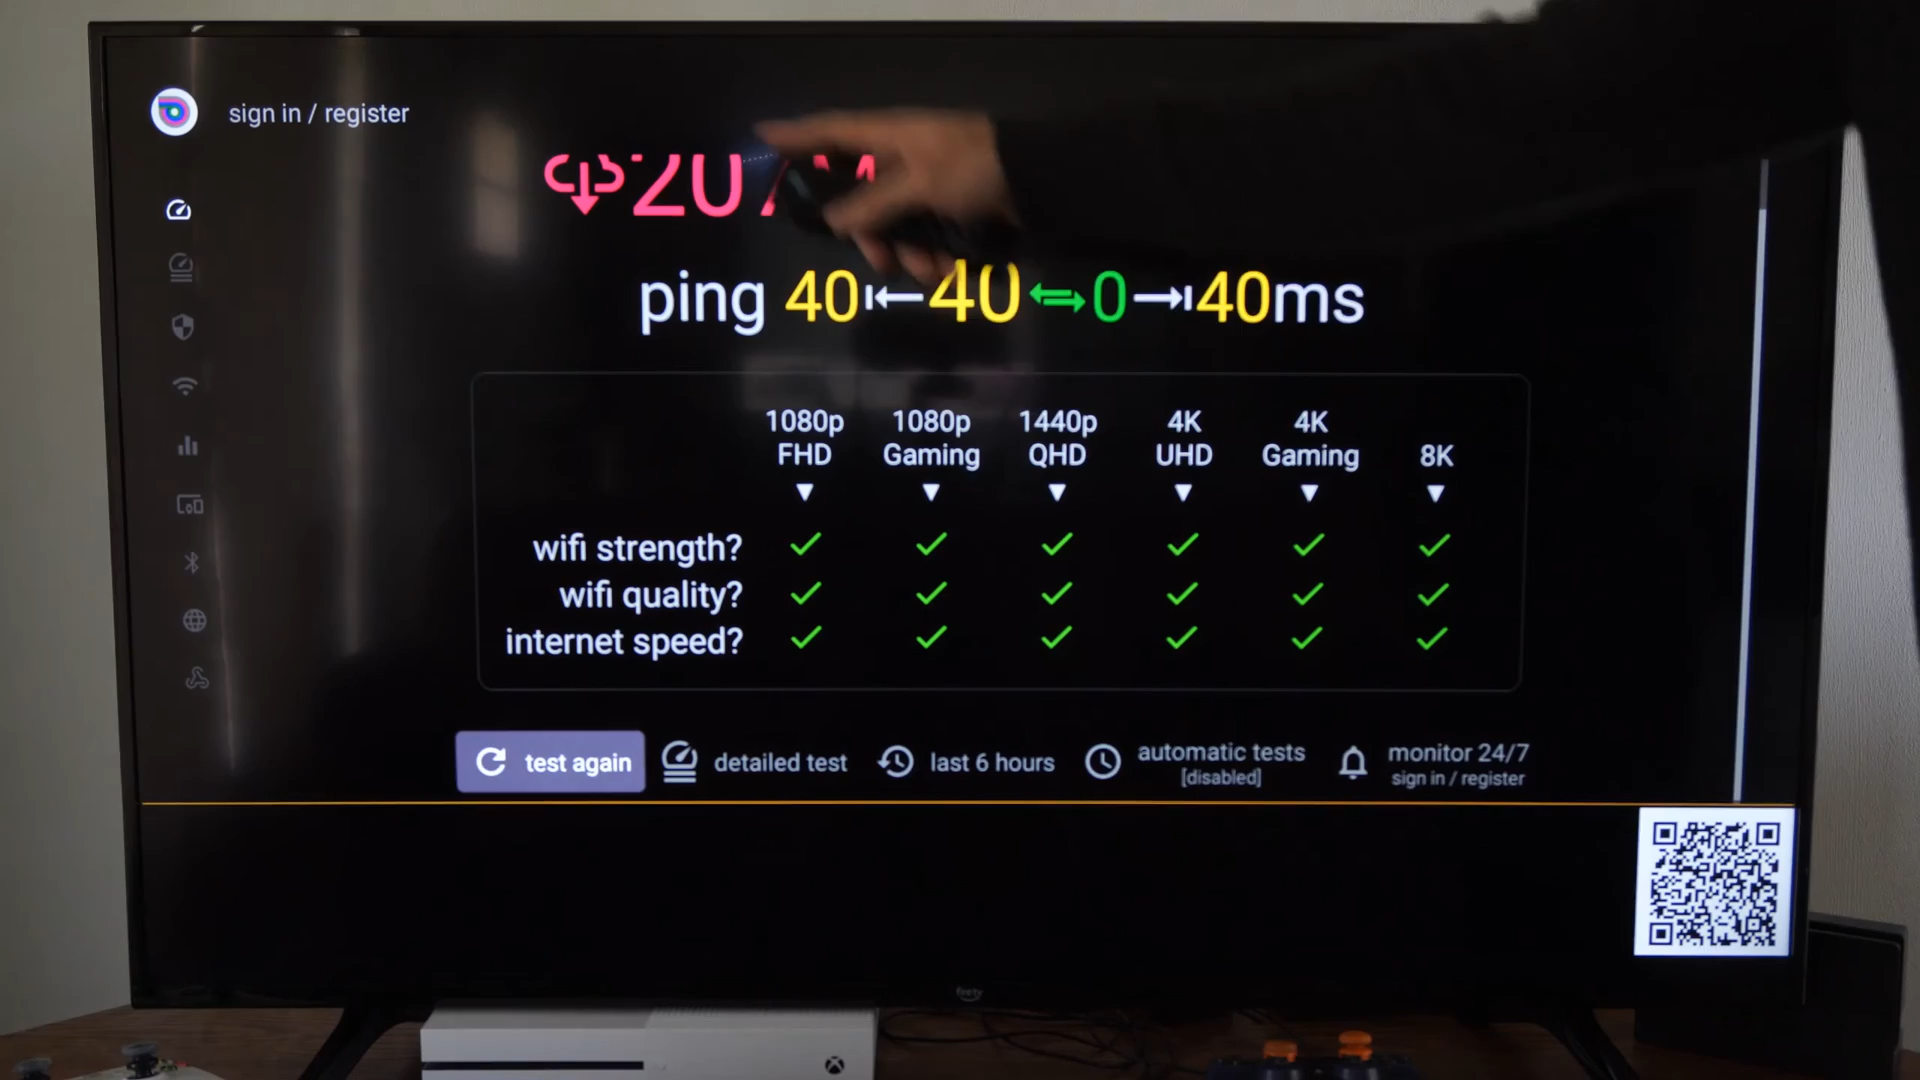 sign in / register
207M
ping 40 40 0 40ms
1080p FHD 1080p Gaming 1440p QHD 4K UHD 4K Gaming 8K
wifi strength?
wifi quality?
internet speed?
test again detailed test last 6 hours automatic tests [disabled] monitor 24/7 sign in / register
firetv